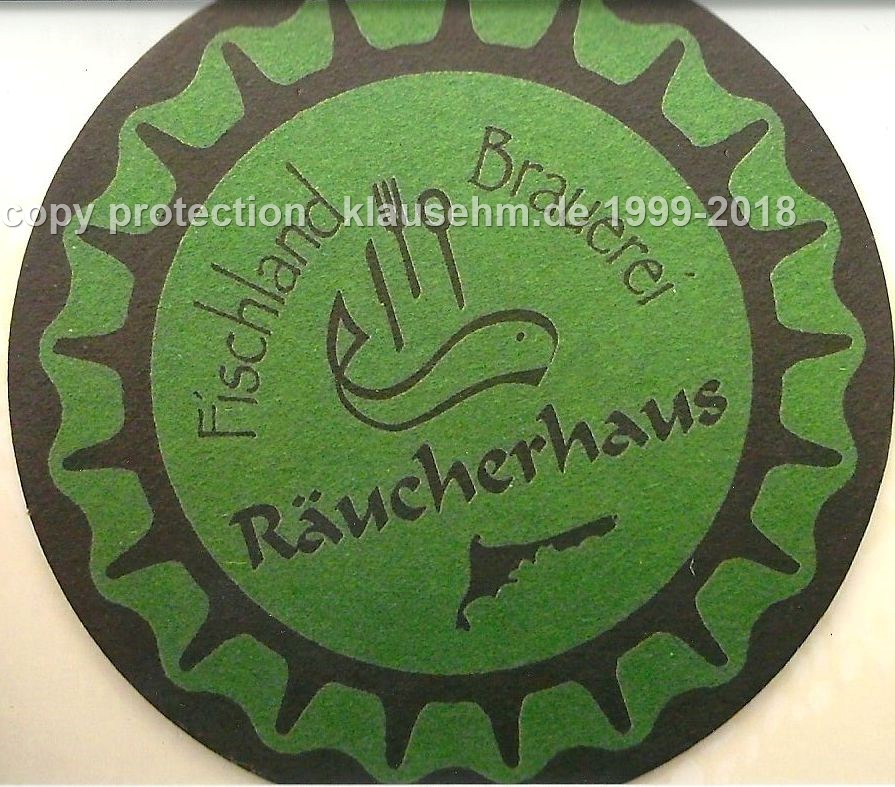 Fischland Brauerei
copy protection klausehm.de 1999-2018
Räucherhaus